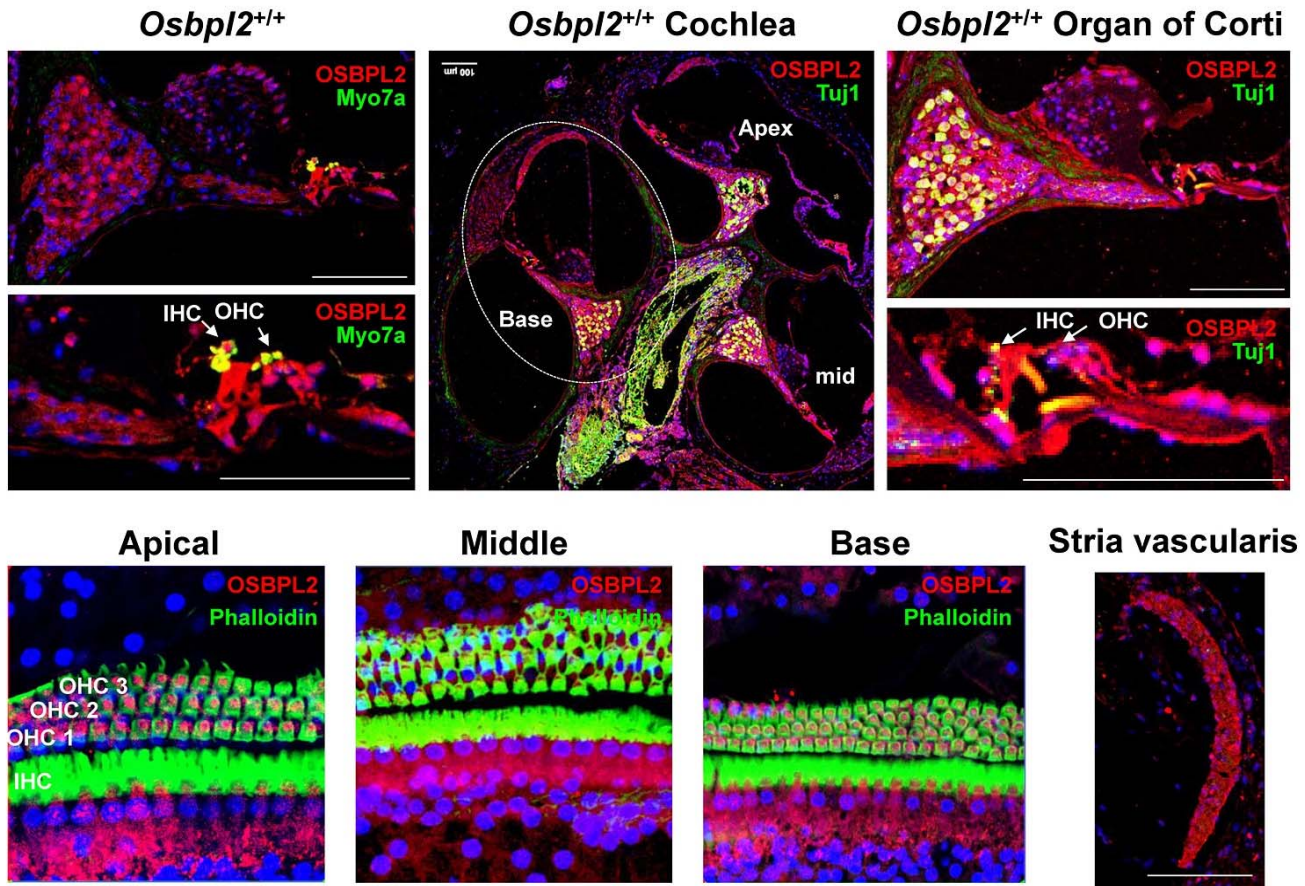 Osbpl2+/+
OSBPL2
Myo7a
IHC OHC
OSBPL2
Myo7a
Osbpl2+/+ Cochlea
100 µm
OSBPL2
Tuj1
Apex
Base
mid
Osbpl2+/+ Organ of Corti
OSBPL2
Tuj1
IHC OHC
OSBPL2
Tuj1
Apical
OSBPL2
Phalloidin
OHC 3
OHC 2
OHC 1
IHC
Middle
OSBPL2
Phalloidin
Base
OSBPL2
Phalloidin
Stria vascularis